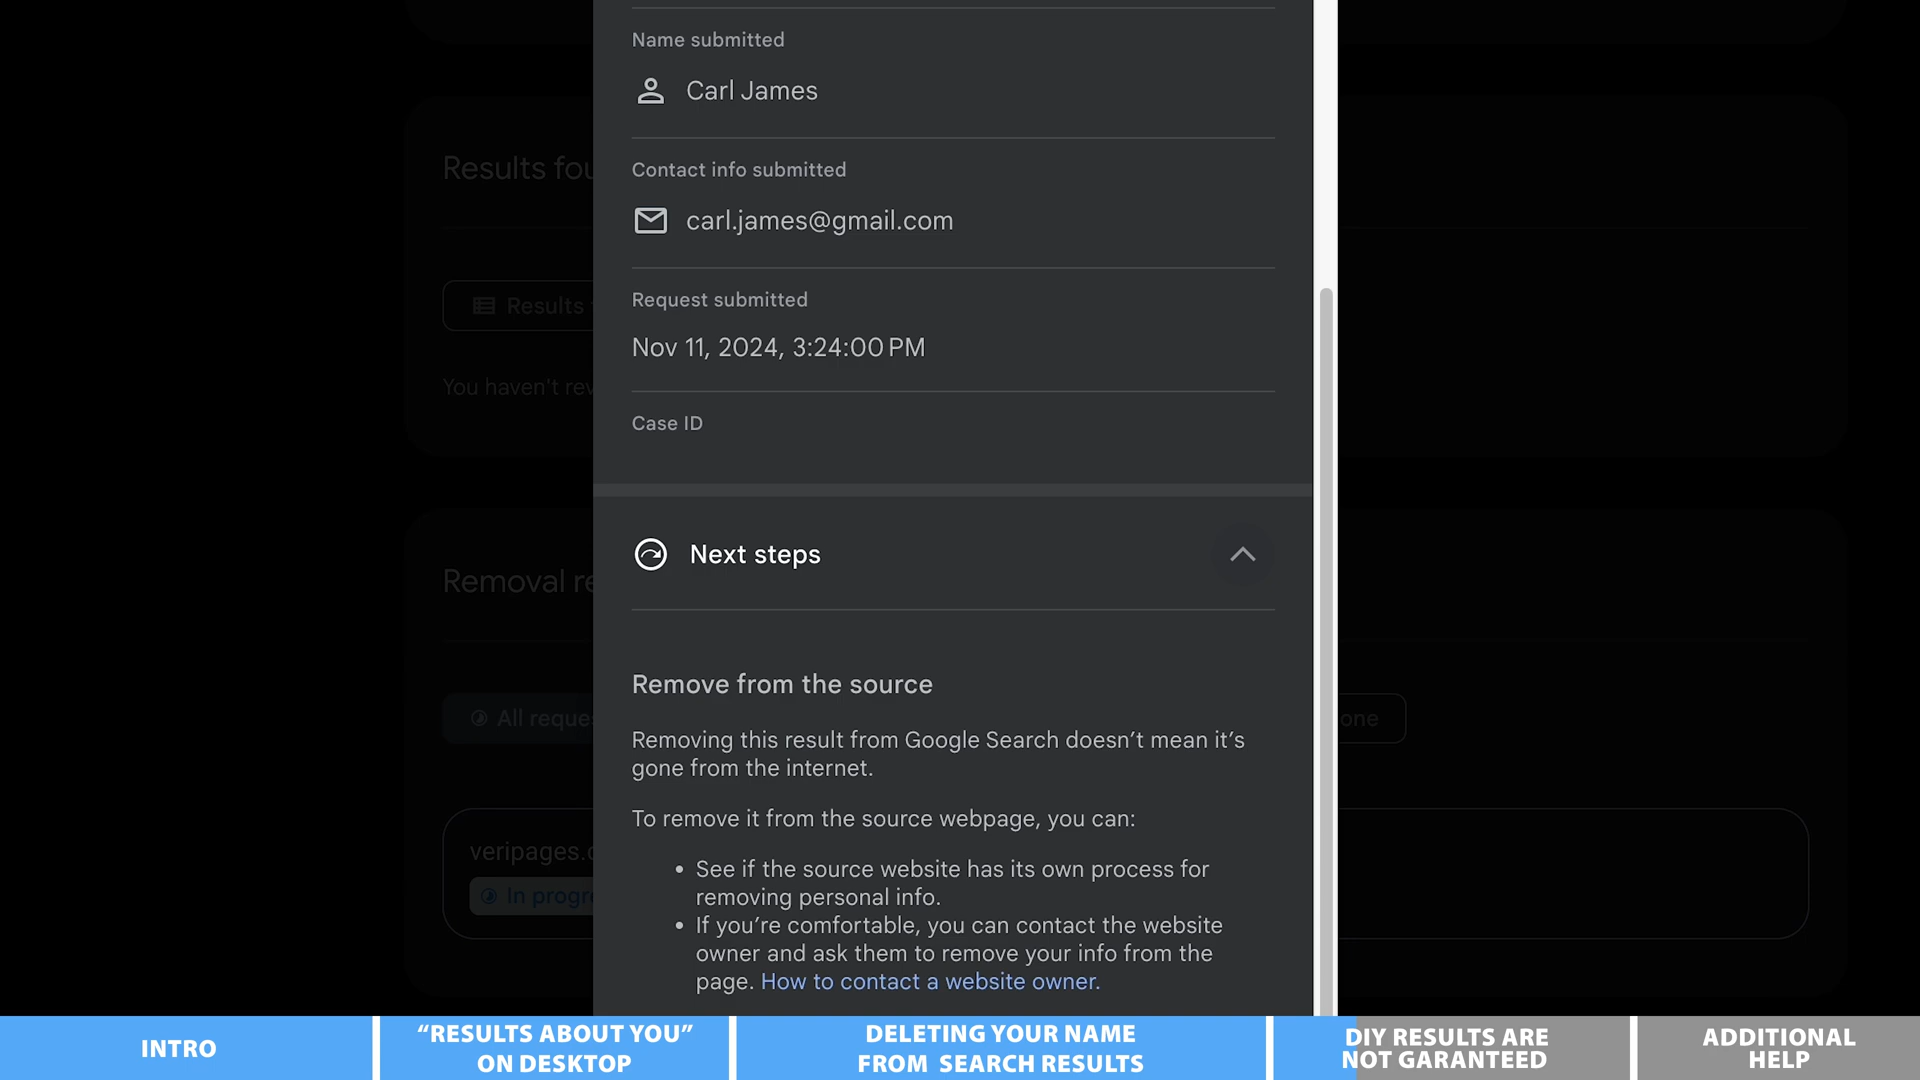 Name submitted
Carl James
Results fou
Contact info submitted
carl.james@gmail.com
Results
Request submitted
Nov 11, 2024, 3:24:00 PM
You haven't rev
Case ID
Next steps
Removal re
Remove from the source
All reque
one
Removing this result from Google Search doesn’t mean it’s
gone from the internet.
To remove it from the source webpage, you can:
veripages.c
In progre
• See if the source website has its own process for
removing personal info.
• If you’re comfortable, you can contact the website
owner and ask them to remove your info from the
page. How to contact a website owner.
INTRO
“RESULTS ABOUT YOU”
ON DESKTOP
DELETING YOUR NAME
FROM SEARCH RESULTS
DIY RESULTS ARE
NOT GARANTEED
ADDITIONAL
HELP